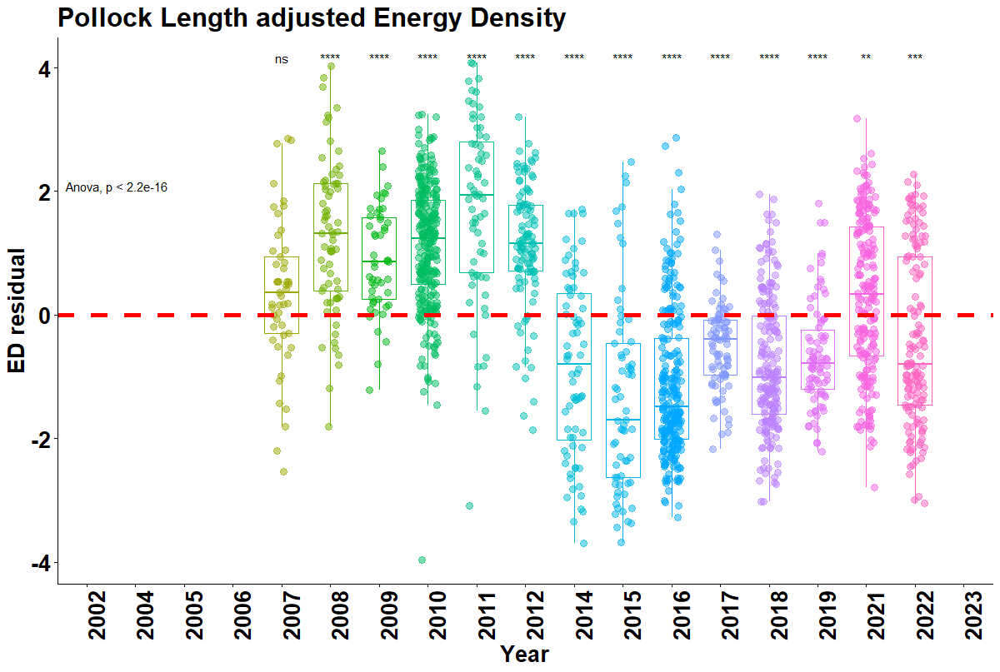 Pollock Length adjusted Energy Density
ns **** **** **** **** **** **** **** **** **** **** **** ** ***
Anova, p < 2.2e-16
ED residual
4
2
0
-2
-4
2002 2004 2005 2006 2007 2008 2009 2010 2011 2012 2014 2015 2016 2017 2018 2019 2021 2022 2023
Year